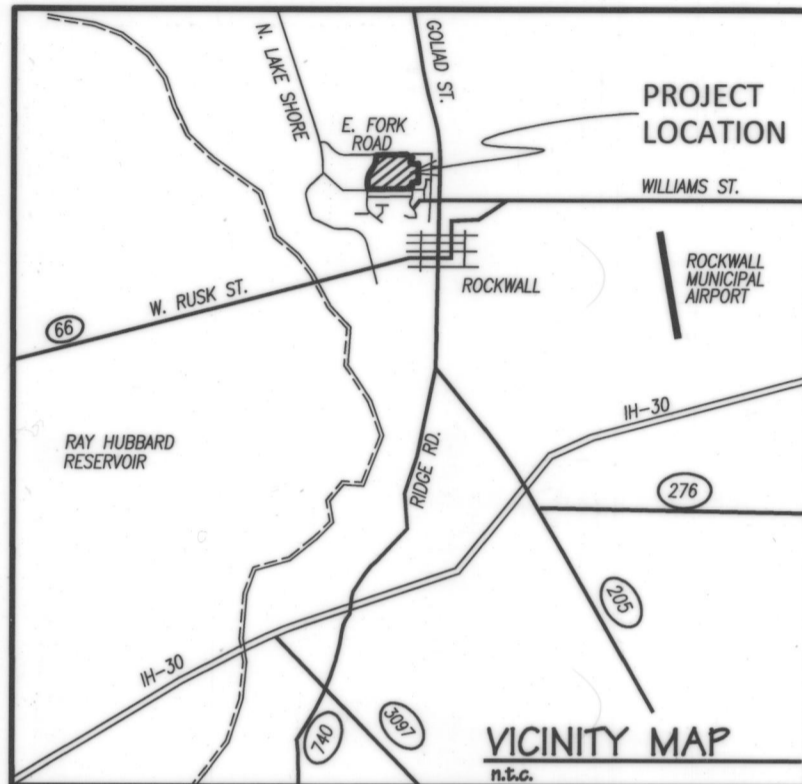 N. LAKE SHORE
GOLIAD ST.
E. FORK
ROAD
PROJECT
LOCATION
WILLIAMS ST.
W. RUSK ST.
66
ROCKWALL
ROCKWALL
MUNICIPAL
AIRPORT
IH-30
RAY HUBBARD
RESERVOIR
RIDGE RD.
276
205
IH-30
740
3097
VICINITY MAP
n.t.c.